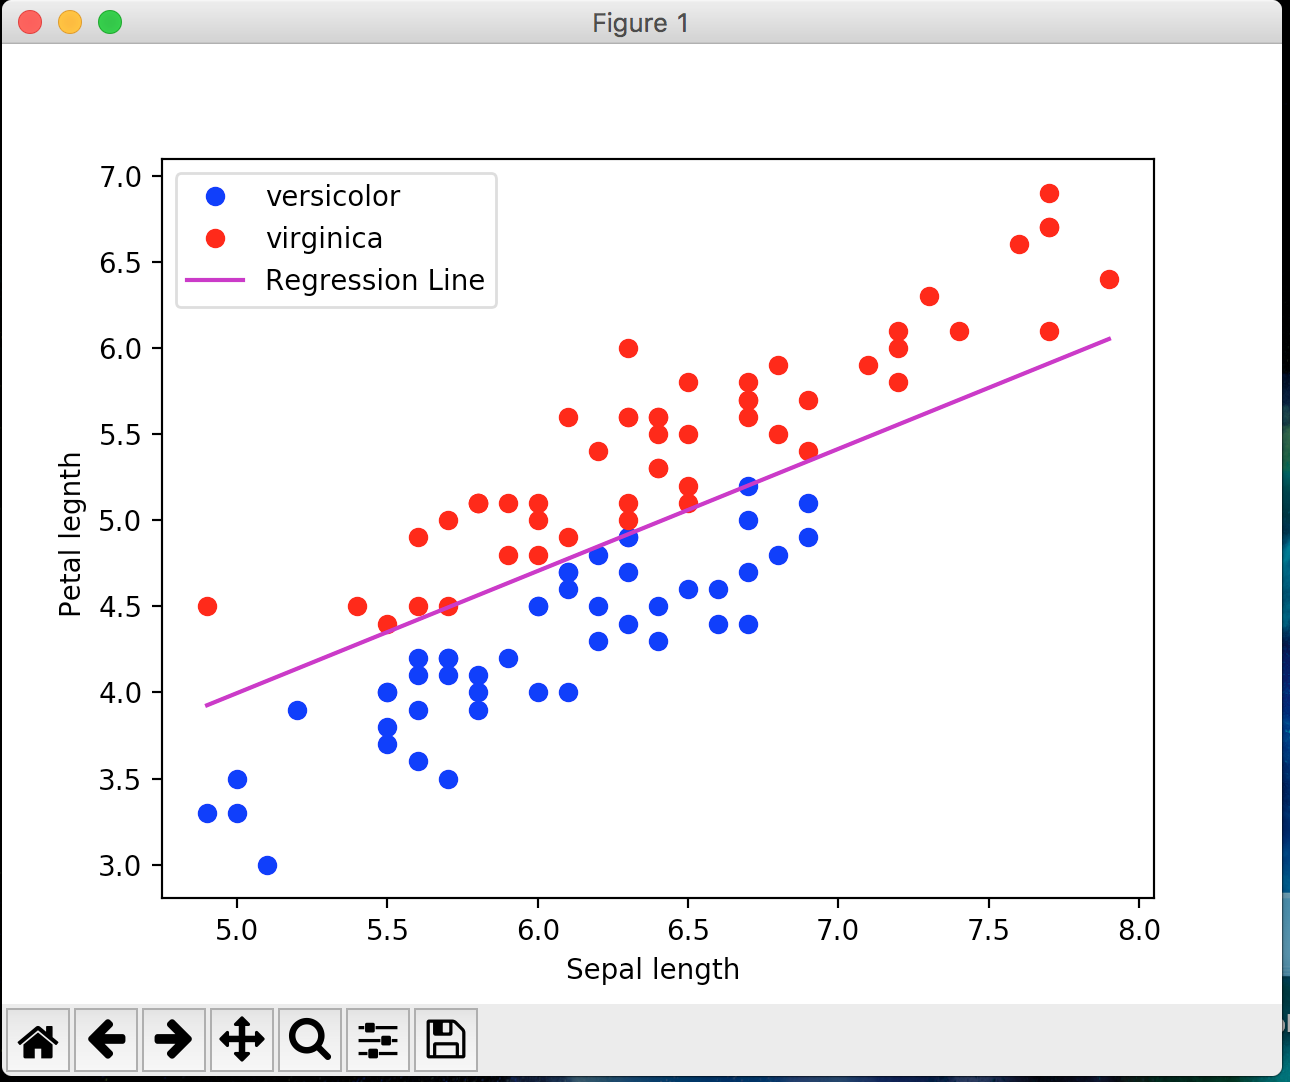 Figure 1
7.0
6.5
6.0
5.5
5.0
4.5
4.0
3.5
3.0
versicolor
virginica
Regression Line
Petal legnth
5.0 5.5 6.0 6.5 7.0 7.5 8.0
Sepal length